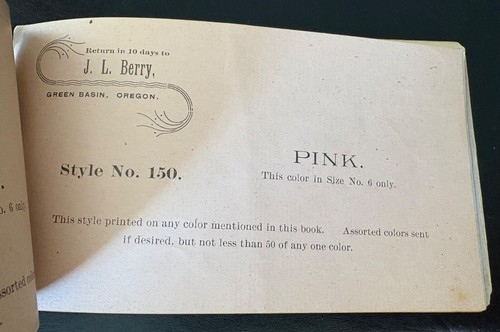 Return in 10 days to
J. L. Berry,
GREEN BASIN, OREGON.
Style No. 150.
PINK.
This color in Size No. 6 only.
This style printed on any color mentioned in this book. Assorted colors sent
if desired, but not less than 50 of any one color.
. 6 only